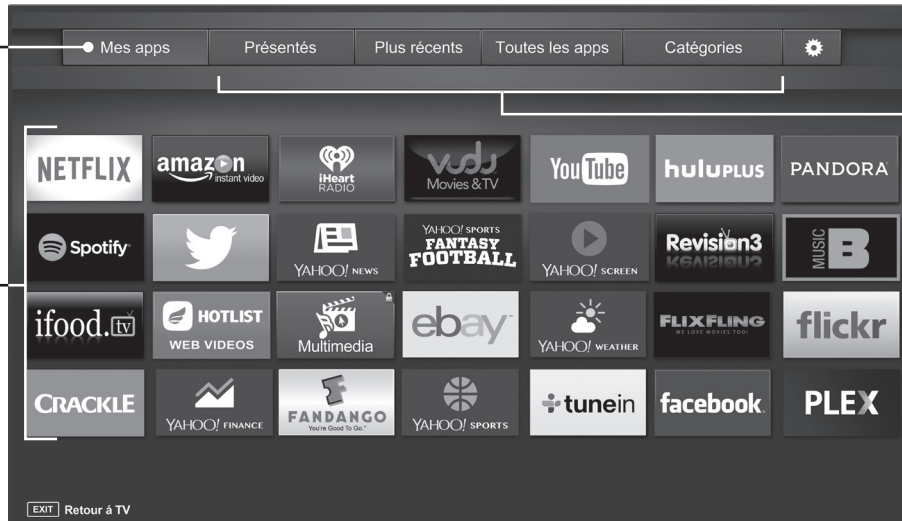 Mes apps Présentés Plus récents Toutes les apps Catégories
NETFLIX amazon instant video iHeart RADIO vudu Movies & TV YouTube huluPLUS PANDORA
Spotify YAHOO! NEWS YAHOO! SPORTS FANTASY FOOTBALL YAHOO! SCREEN Revision3 MUSIC B
ifood.tv HOTLIST WEB VIDEOS Multimedia ebay YAHOO! WEATHER FLIXFLING WE LOVE MOVIES TOO! flickr
CRACKLE YAHOO! FINANCE FANDANGO You're Good To Go.™ YAHOO! SPORTS tunein facebook. PLEX
EXIT Retour á TV